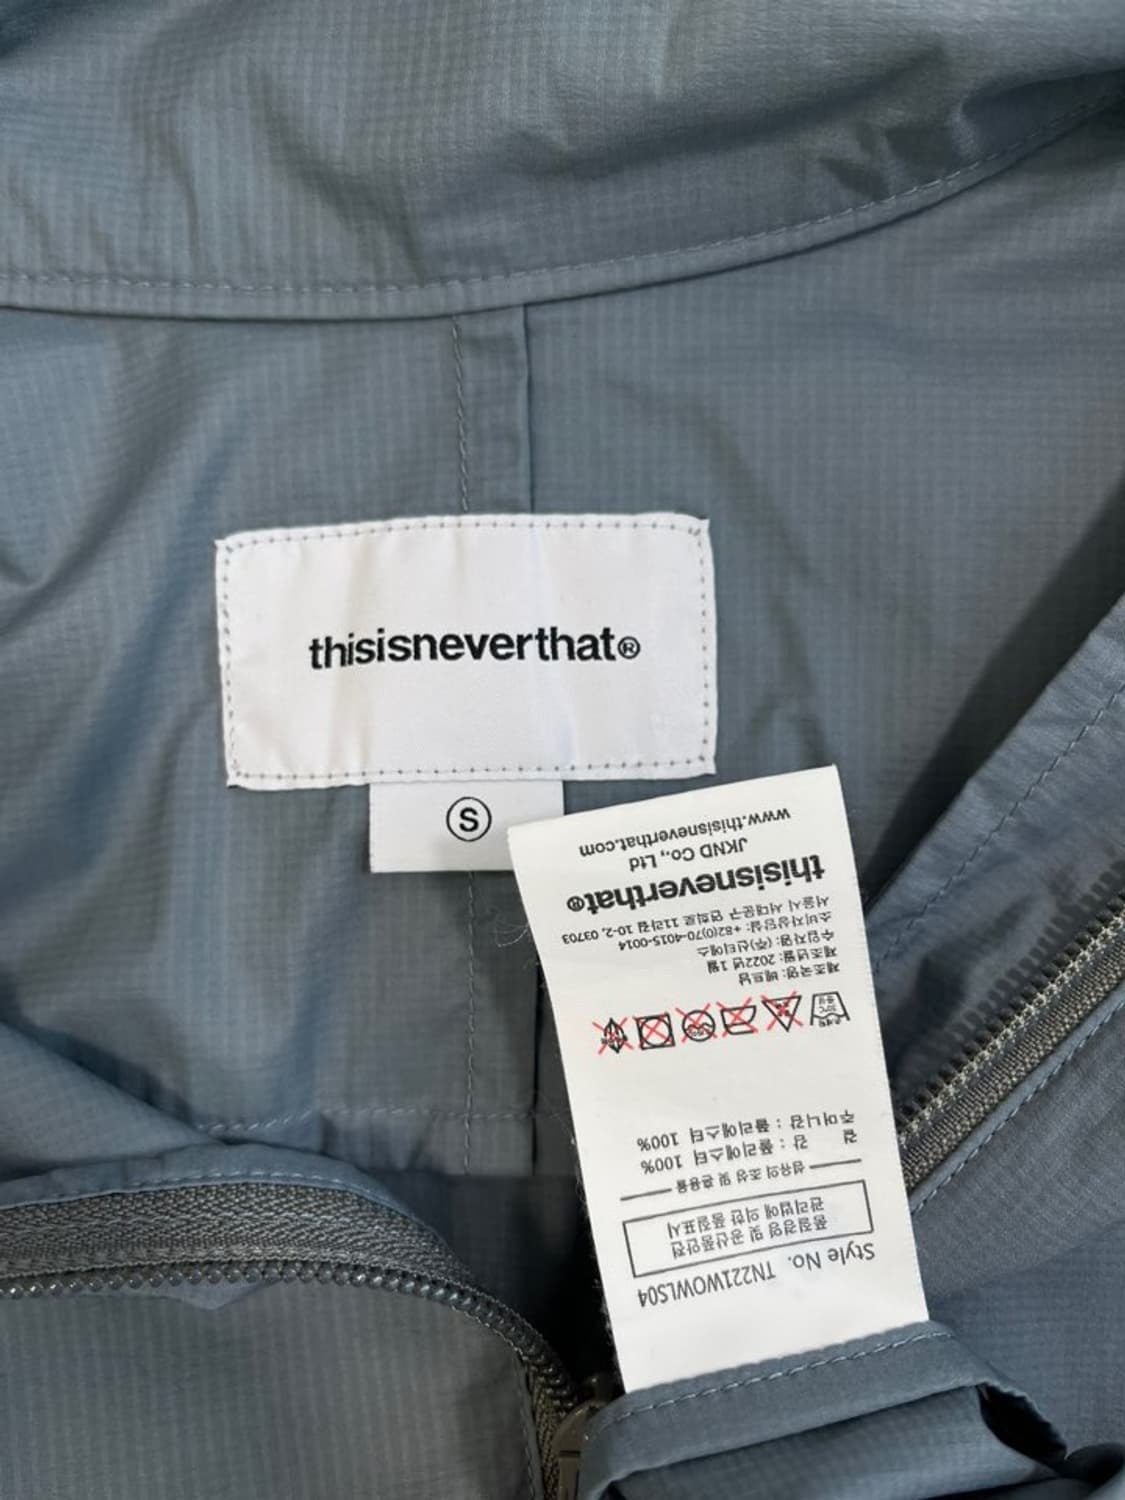 thisisneverthat®
S
Style No. TN221WOWLS04
품질경영 및 공산품안전
관리법에 의한 품질표시
섬유의 조성 및 혼용율
겉 감 : 폴리에스터 100%
주머니감 : 폴리에스터 100%
제조국명: 베트남
제조년월: 2022년 1월
수입자명: (주)신티에스
소비자상담실: +82(0)70-4015-0014
서울시 서대문구 연희로 11라길 10-2, 03703
thisisneverthat®
JKND Co., Ltd
www.thisisneverthat.com